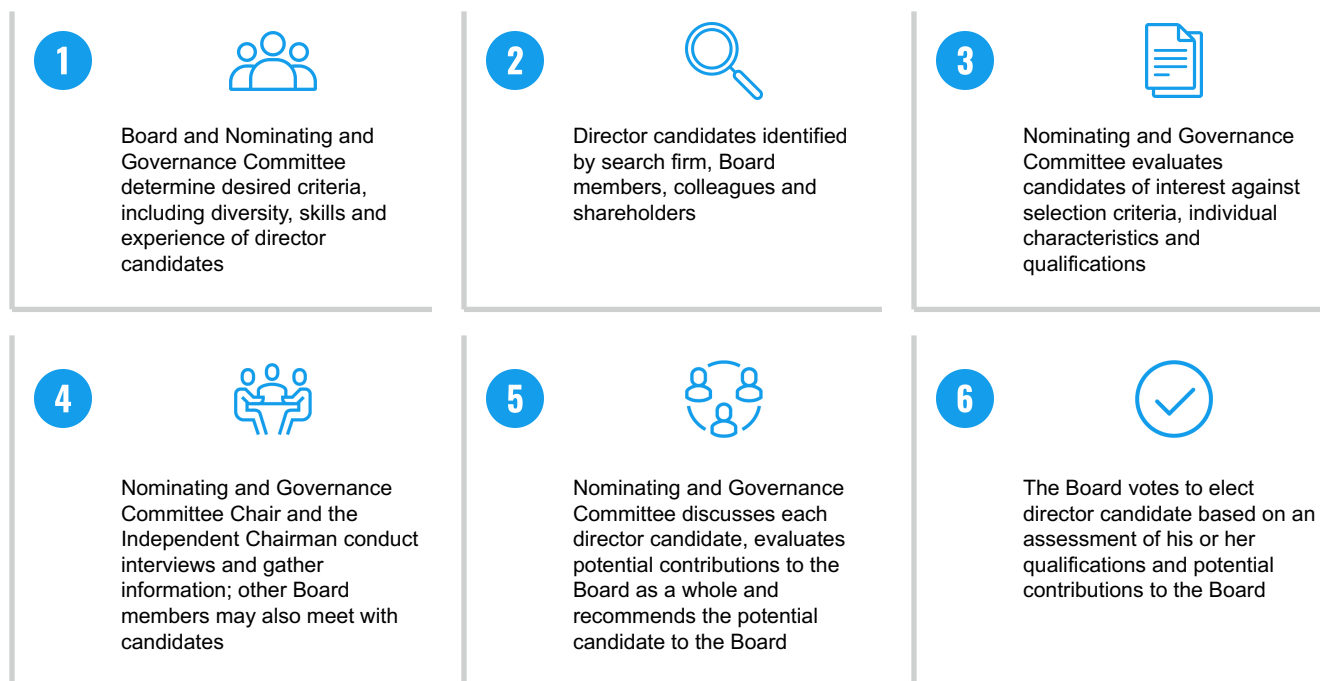 1
Board and Nominating and
Governance Committee
determine desired criteria,
including diversity, skills and
experience of director
candidates
2
Director candidates identified
by search firm, Board
members, colleagues and
shareholders
3
Nominating and Governance
Committee evaluates
candidates of interest against
selection criteria, individual
characteristics and
qualifications
4
Nominating and Governance
Committee Chair and the
Independent Chairman conduct
interviews and gather
information; other Board
members may also meet with
candidates
5
Nominating and Governance
Committee discusses each
director candidate, evaluates
potential contributions to the
Board as a whole and
recommends the potential
candidate to the Board
6
The Board votes to elect
director candidate based on an
assessment of his or her
qualifications and potential
contributions to the Board